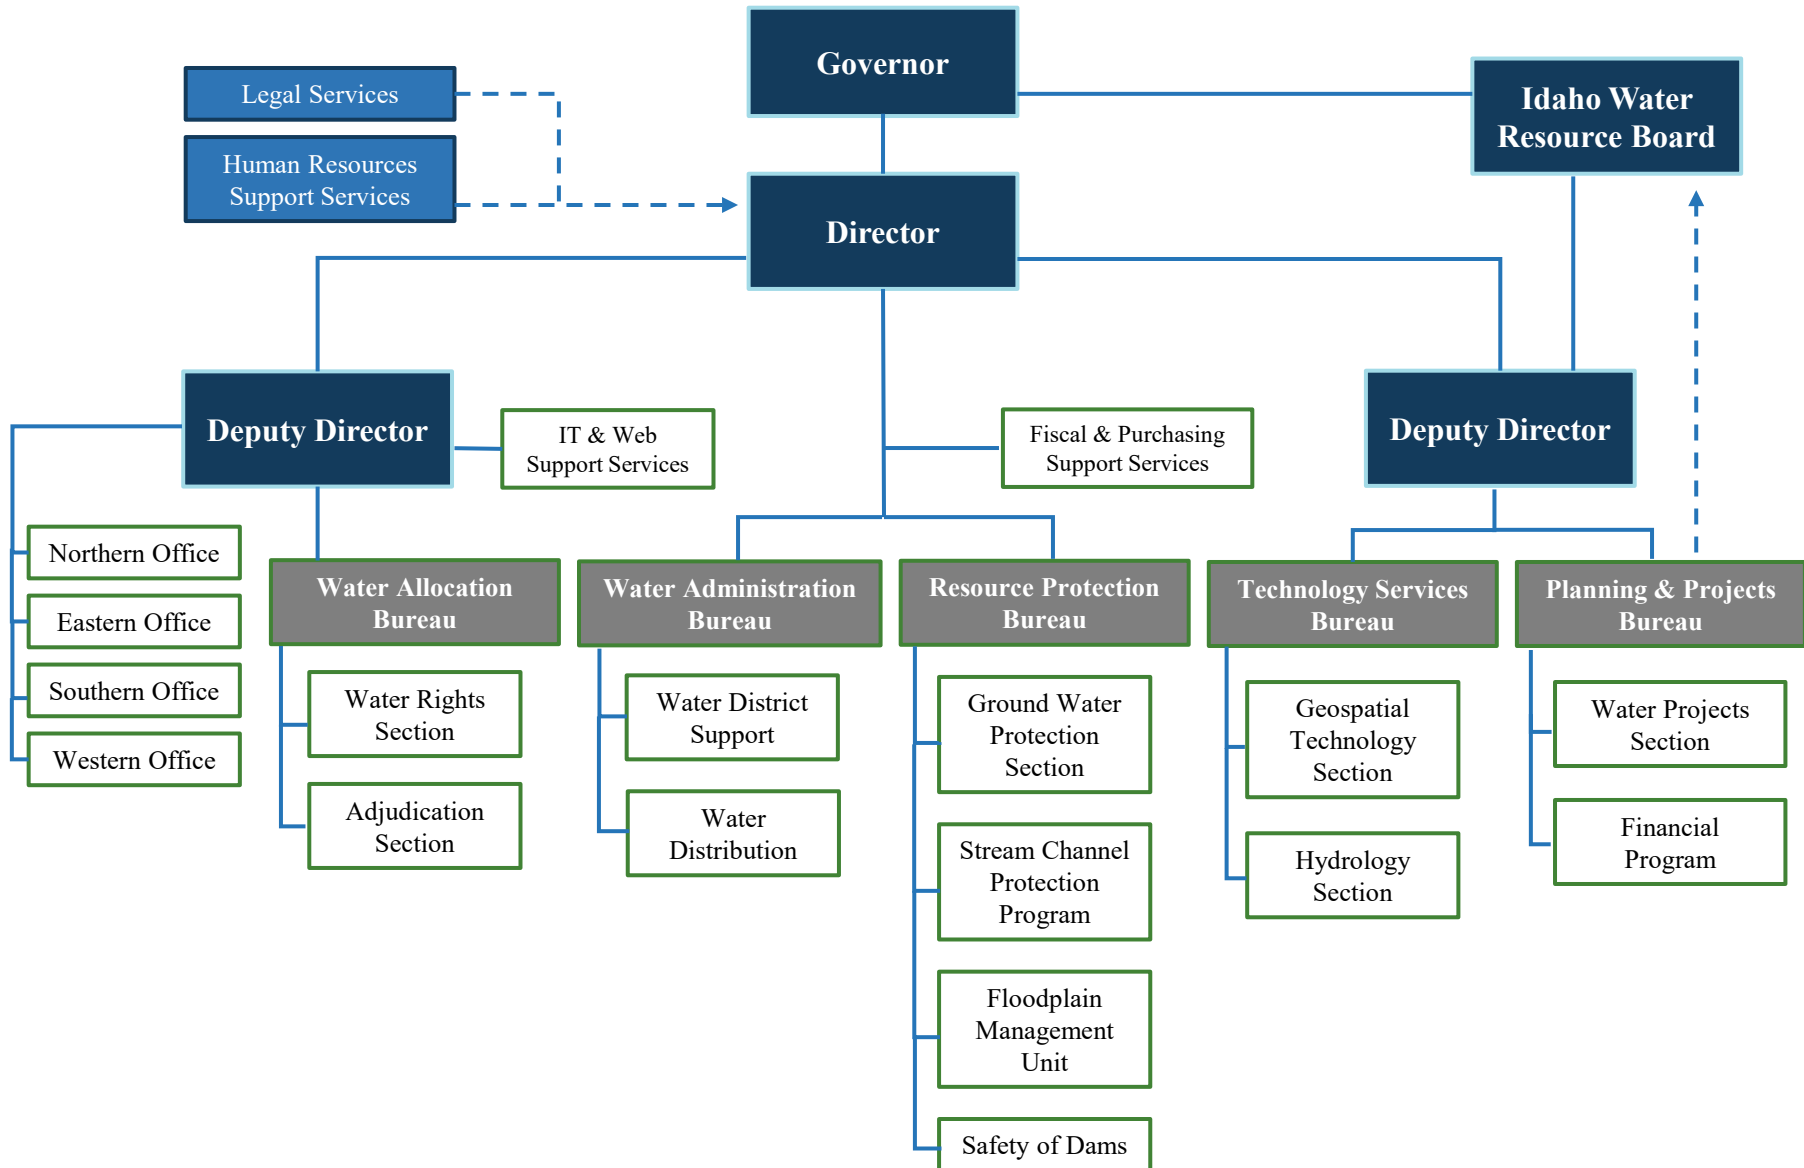 Governor
Legal Services
Idaho Water
Resource Board
Human Resources
Support Services
Director
Deputy Director
IT & Web
Support Services
Fiscal & Purchasing
Support Services
Deputy Director
Northern Office
Eastern Office
Southern Office
Western Office
Water Allocation
Bureau
Water Rights
Section
Adjudication
Section
Water Administration
Bureau
Water District
Support
Water
Distribution
Resource Protection
Bureau
Ground Water
Protection
Section
Stream Channel
Protection
Program
Floodplain
Management
Unit
Safety of Dams
Technology Services
Bureau
Geospatial
Technology
Section
Hydrology
Section
Planning & Projects
Bureau
Water Projects
Section
Financial
Program